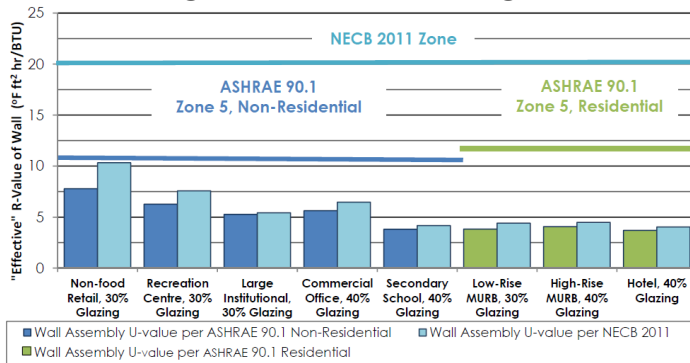 "Effective" R-Value of Wall (°F ft² hr/BTU)
25
20
15
10
5
0
NECB 2011 Zone
ASHRAE 90.1
Zone 5, Non-Residential
ASHRAE 90.1
Zone 5, Residential
Non-food
Retail, 30%
Glazing
Recreation
Centre, 30%
Glazing
Large
Institutional,
30% Glazing
Commercial
Office, 40%
Glazing
Secondary
School, 40%
Glazing
Low-Rise
MURB, 30%
Glazing
High-Rise
MURB, 40%
Glazing
Hotel, 40%
Glazing
Wall Assembly U-value per ASHRAE 90.1 Non-Residential
Wall Assembly U-value per NECB 2011
Wall Assembly U-value per ASHRAE 90.1 Residential